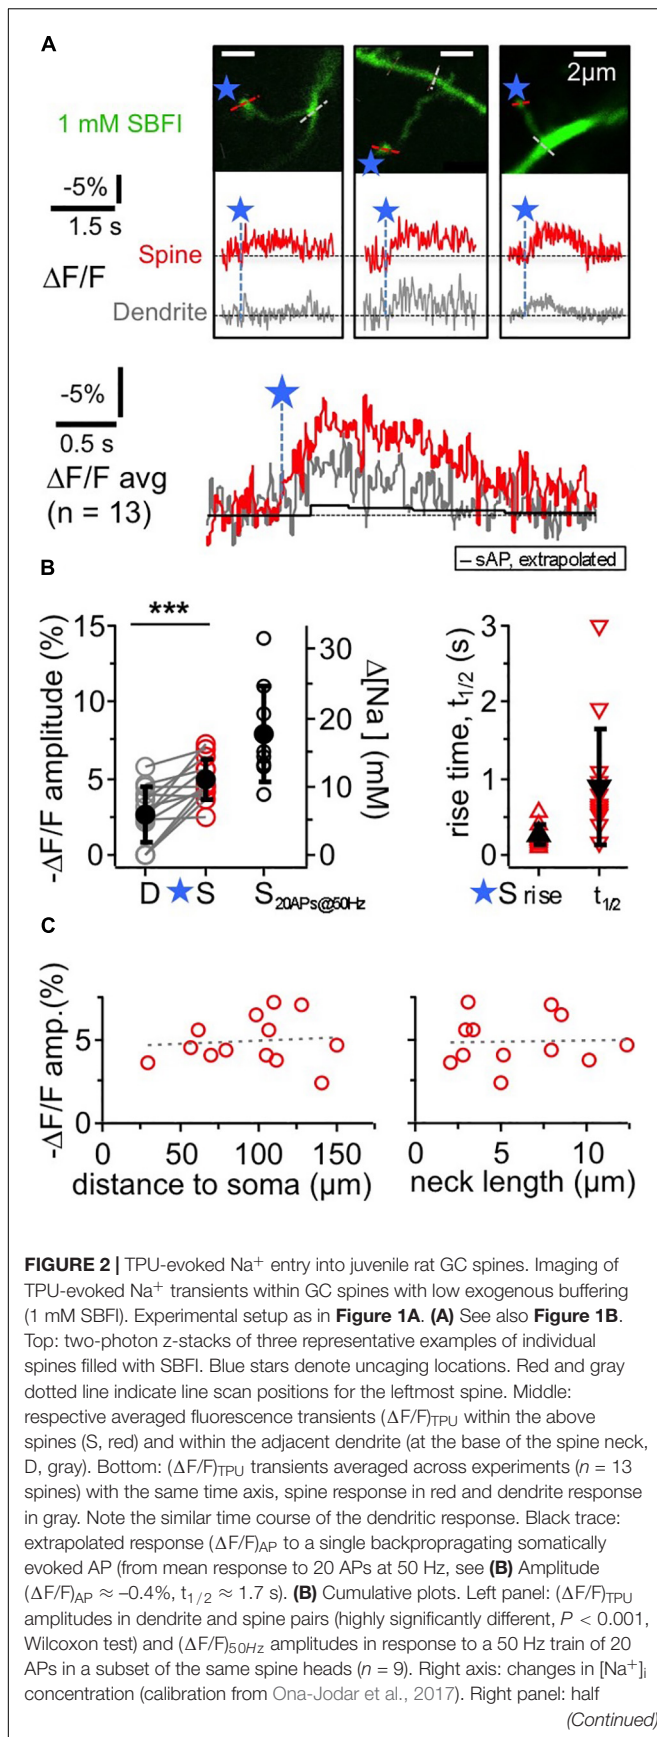 A
2µm
1 mM SBFI
-5%
1.5 s
Spine
ΔF/F
Dendrite
-5%
0.5 s
ΔF/F avg
(n = 13)
– sAP, extrapolated
B
***
-ΔF/F amplitude (%)
15
10
5
0
30
20
10
0
Δ[Na ] (mM)
D
S
S20APs@50Hz
rise time, t1/2 (s)
3
2
1
0
S rise
t1/2
C
-ΔF/F amp.(%)
5
0
0
50
100
150
distance to soma (µm)
0
5
10
neck length (µm)
FIGURE 2 | TPU-evoked Na+ entry into juvenile rat GC spines. Imaging of
TPU-evoked Na+ transients within GC spines with low exogenous buffering
(1 mM SBFI). Experimental setup as in Figure 1A. (A) See also Figure 1B.
Top: two-photon z-stacks of three representative examples of individual
spines filled with SBFI. Blue stars denote uncaging locations. Red and gray
dotted line indicate line scan positions for the leftmost spine. Middle:
respective averaged fluorescence transients (ΔF/F)TPU within the above
spines (S, red) and within the adjacent dendrite (at the base of the spine neck,
D, gray). Bottom: (ΔF/F)TPU transients averaged across experiments (n = 13
spines) with the same time axis, spine response in red and dendrite response
in gray. Note the similar time course of the dendritic response. Black trace:
extrapolated response (ΔF/F)AP to a single backpropragating somatically
evoked AP (from mean response to 20 APs at 50 Hz, see (B) Amplitude
(ΔF/F)AP ≈ –0.4%, t1/2 ≈ 1.7 s). (B) Cumulative plots. Left panel: (ΔF/F)TPU
amplitudes in dendrite and spine pairs (highly significantly different, P < 0.001,
Wilcoxon test) and (ΔF/F)50Hz amplitudes in response to a 50 Hz train of 20
APs in a subset of the same spine heads (n = 9). Right axis: changes in [Na+]i
concentration (calibration from Ona-Jodar et al., 2017). Right panel: half
(Continued)